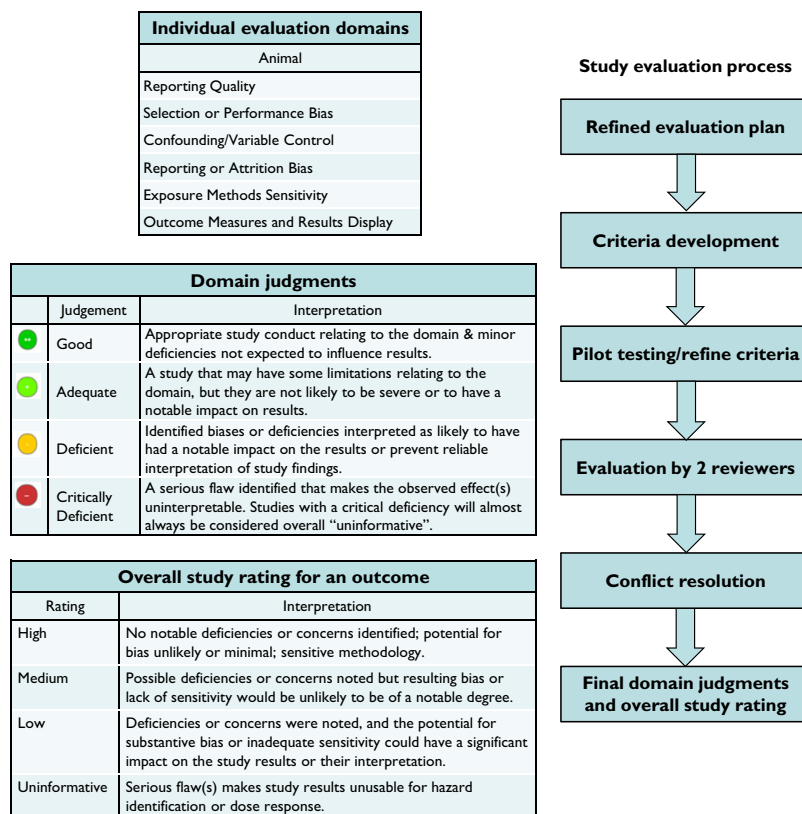 Individual evaluation domains
Animal
Reporting Quality
Selection or Performance Bias
Confounding/Variable Control
Reporting or Attrition Bias
Exposure Methods Sensitivity
Outcome Measures and Results Display
Domain judgments
Judgement Interpretation
++ Good Appropriate study conduct relating to the domain & minor
deficiencies not expected to influence results.
+ Adequate A study that may have some limitations relating to the
domain, but they are not likely to be severe or to have a
notable impact on results.
- Deficient Identified biases or deficiencies interpreted as likely to have
had a notable impact on the results or prevent reliable
interpretation of study findings.
-- Critically
Deficient
A serious flaw identified that makes the observed effect(s)
uninterpretable. Studies with a critical deficiency will almost
always be considered overall “uninformative”.
Overall study rating for an outcome
Rating Interpretation
High No notable deficiencies or concerns identified; potential for
bias unlikely or minimal; sensitive methodology.
Medium Possible deficiencies or concerns noted but resulting bias or
lack of sensitivity would be unlikely to be of a notable degree.
Low Deficiencies or concerns were noted, and the potential for
substantive bias or inadequate sensitivity could have a significant
impact on the study results or their interpretation.
Uninformative Serious flaw(s) makes study results unusable for hazard
identification or dose response.
Study evaluation process
Refined evaluation plan
Criteria development
Pilot testing/refine criteria
Evaluation by 2 reviewers
Conflict resolution
Final domain judgments
and overall study rating